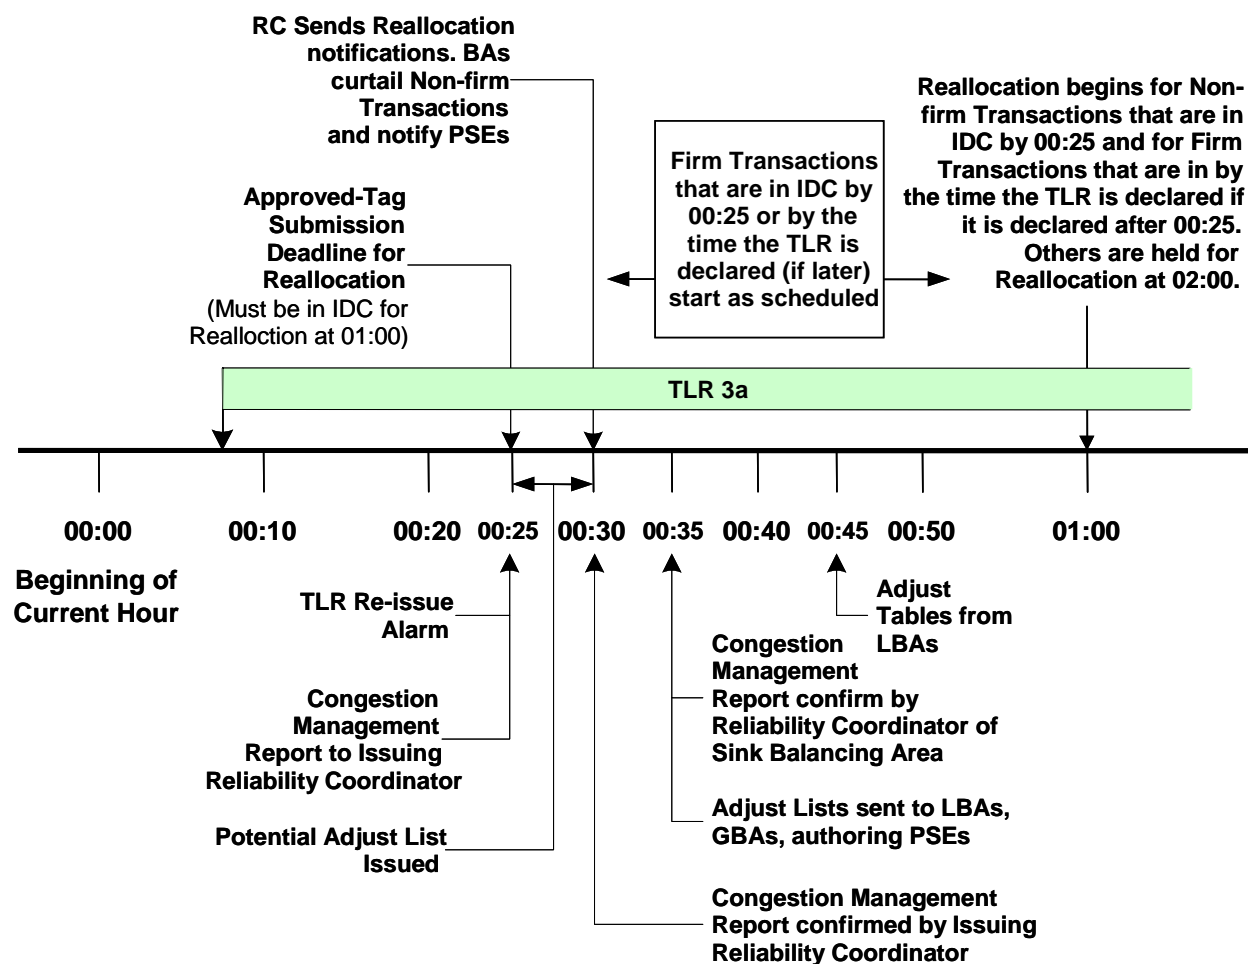 RC Sends Reallocation
notifications. BAs
curtail Non-firm
Transactions
and notify PSEs
Reallocation begins for Non-
firm Transactions that are in
IDC by 00:25 and for Firm
Transactions that are in by
the time the TLR is declared if
it is declared after 00:25.
Others are held for
Reallocation at 02:00.
Firm Transactions
that are in IDC by
00:25 or by the
time the TLR is
declared (if later)
start as scheduled
Approved-Tag
Submission
Deadline for
Reallocation
(Must be in IDC for
Realloction at 01:00)
TLR 3a
00:00
00:10
00:20
00:25
00:30
00:35
00:40
00:45
00:50
01:00
Beginning of
Current Hour
TLR Re-issue
Alarm
Adjust
Tables from
LBAs
Congestion
Management
Report to Issuing
Reliability Coordinator
Congestion
Management
Report confirm by
Reliability Coordinator of
Sink Balancing Area
Potential Adjust List
Issued
Adjust Lists sent to LBAs,
GBAs, authoring PSEs
Congestion Management
Report confirmed by Issuing
Reliability Coordinator